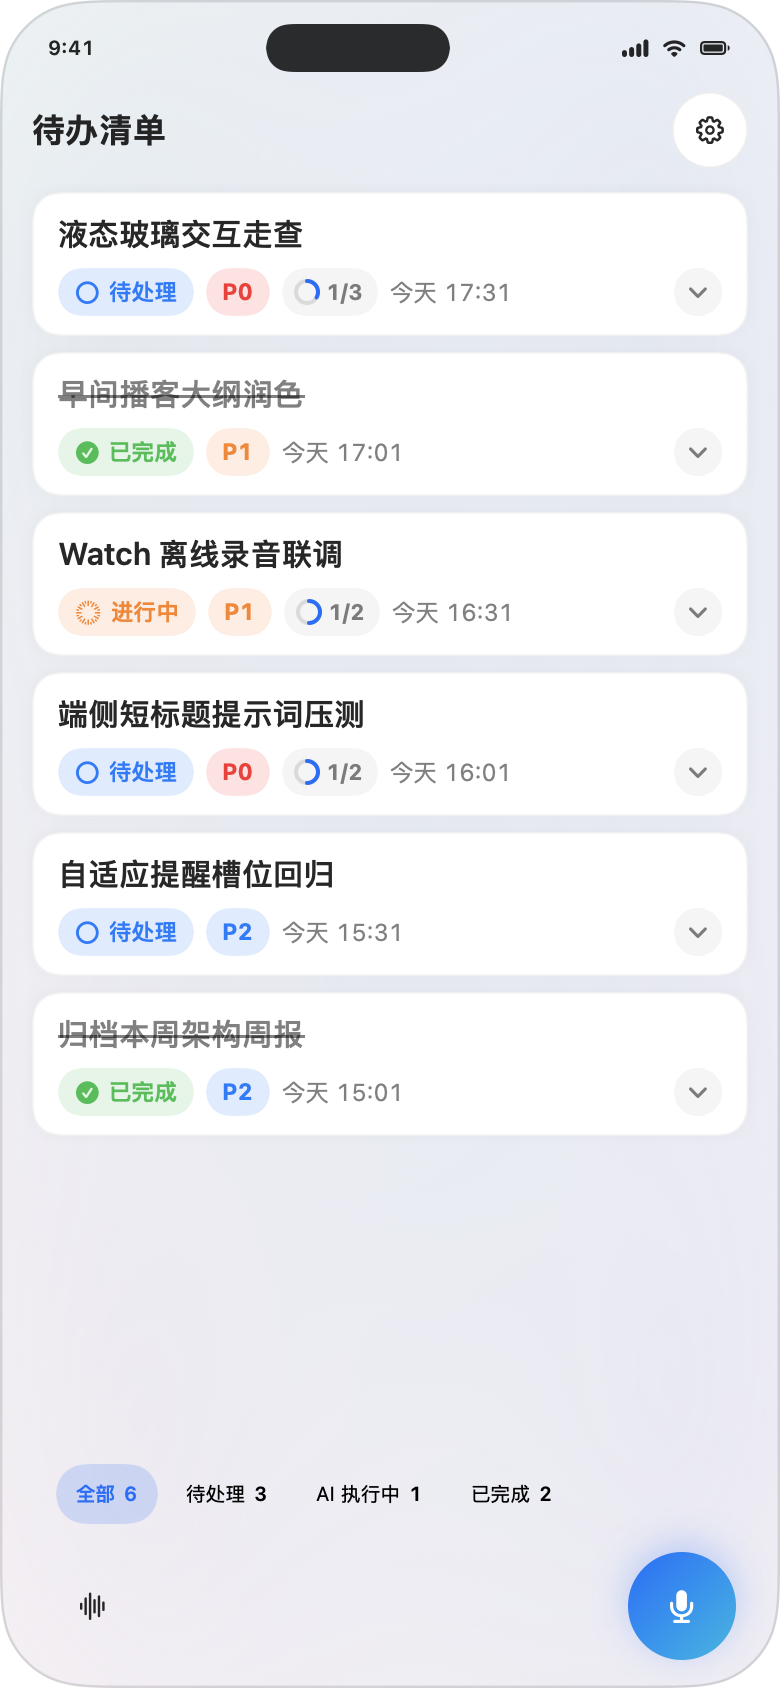 9:41
待办清单
液态玻璃交互走查
待处理 P0 1/3 今天 17:31
早间播客大纲润色
已完成 P1 今天 17:01
Watch 离线录音联调
进行中 P1 1/2 今天 16:31
端侧短标题提示词压测
待处理 P0 1/2 今天 16:01
自适应提醒槽位回归
待处理 P2 今天 15:31
归档本周架构周报
已完成 P2 今天 15:01
全部 6 待处理 3 AI 执行中 1 已完成 2